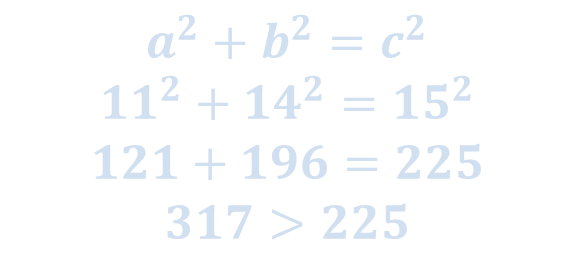 a² + b² = c²
11² + 14² = 15²
121 + 196 = 225
317 > 225